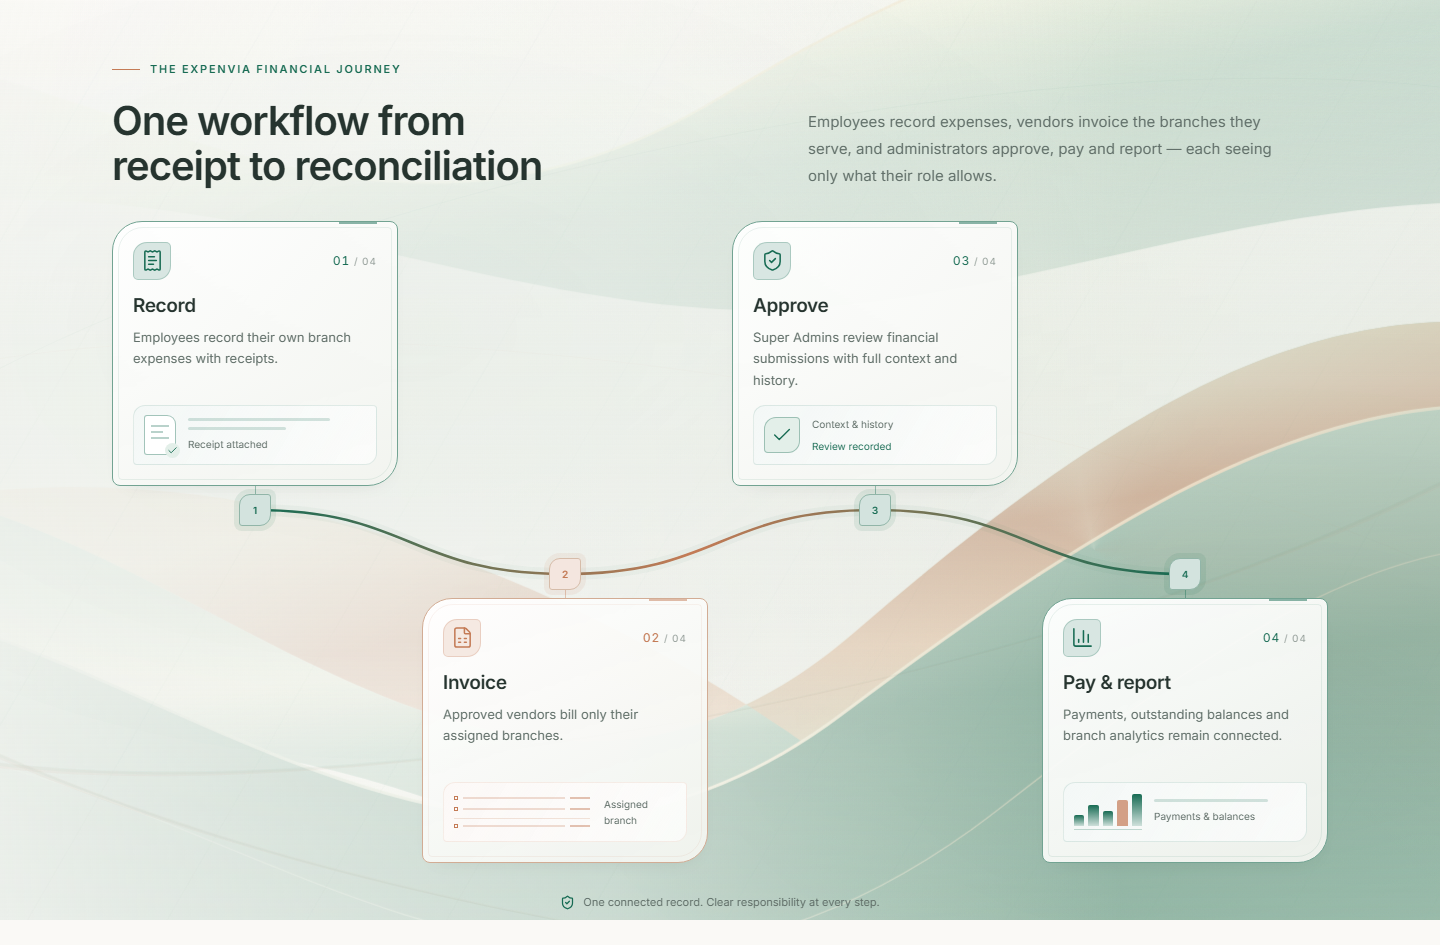 THE EXPENVIA FINANCIAL JOURNEY
One workflow from
receipt to reconciliation
Employees record expenses, vendors invoice the branches they
serve, and administrators approve, pay and report — each seeing
only what their role allows.
01 / 04
Record
Employees record their own branch
expenses with receipts.
Receipt attached
1
2
02 / 04
Invoice
Approved vendors bill only their
assigned branches.
Assigned
branch
03 / 04
Approve
Super Admins review financial
submissions with full context and
history.
Context & history
Review recorded
3
4
04 / 04
Pay & report
Payments, outstanding balances and
branch analytics remain connected.
Payments & balances
One connected record. Clear responsibility at every step.